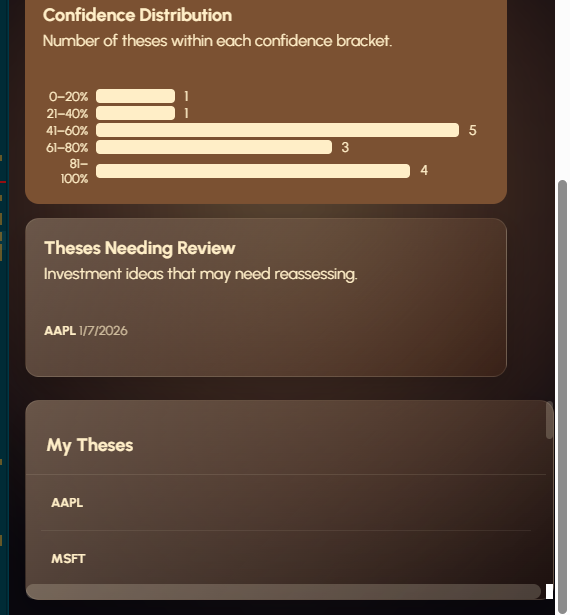 Confidence Distribution
Number of theses within each confidence bracket.
0–20% 1
21–40% 1
41–60% 5
61–80% 3
81–
100% 4
Theses Needing Review
Investment ideas that may need reassessing.
AAPL 1/7/2026
My Theses
AAPL
MSFT